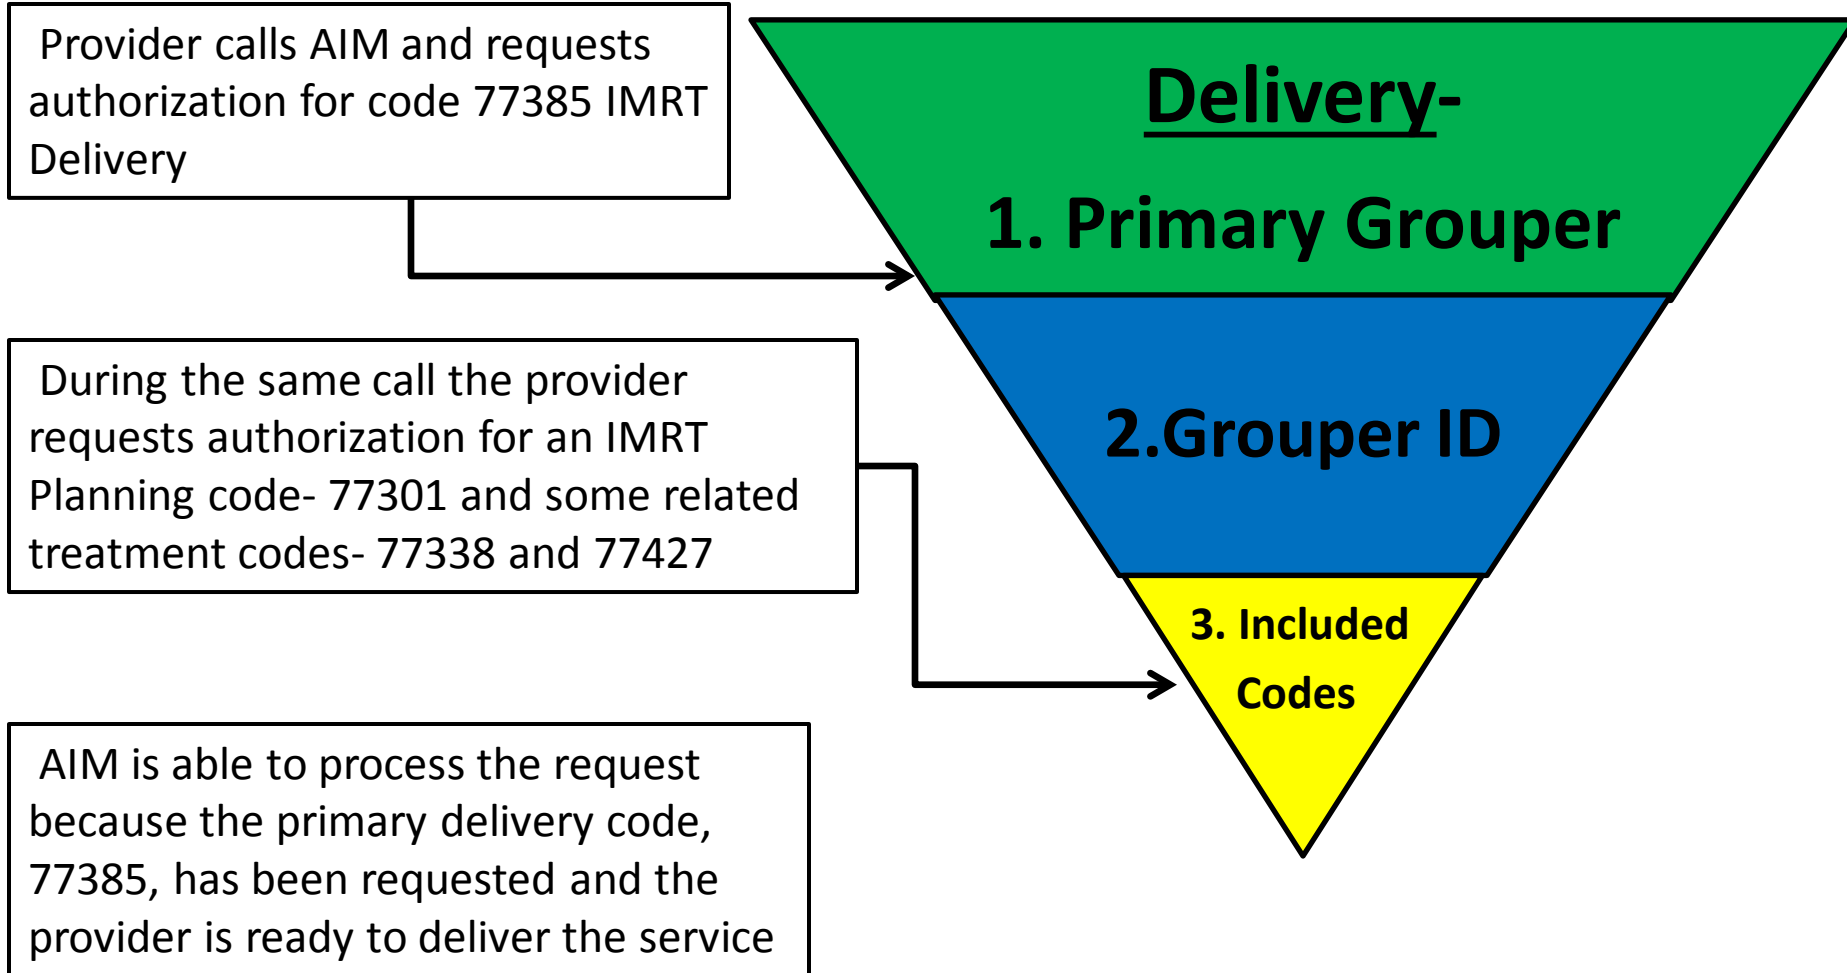 Provider calls AIM and requests
authorization for code 77385 IMRT
Delivery
During the same call the provider
requests authorization for an IMRT
Planning code- 77301 and some related
treatment codes- 77338 and 77427
AIM is able to process the request
because the primary delivery code,
77385, has been requested and the
provider is ready to deliver the service
Delivery-
1. Primary Grouper
2.Grouper ID
3. Included
Codes